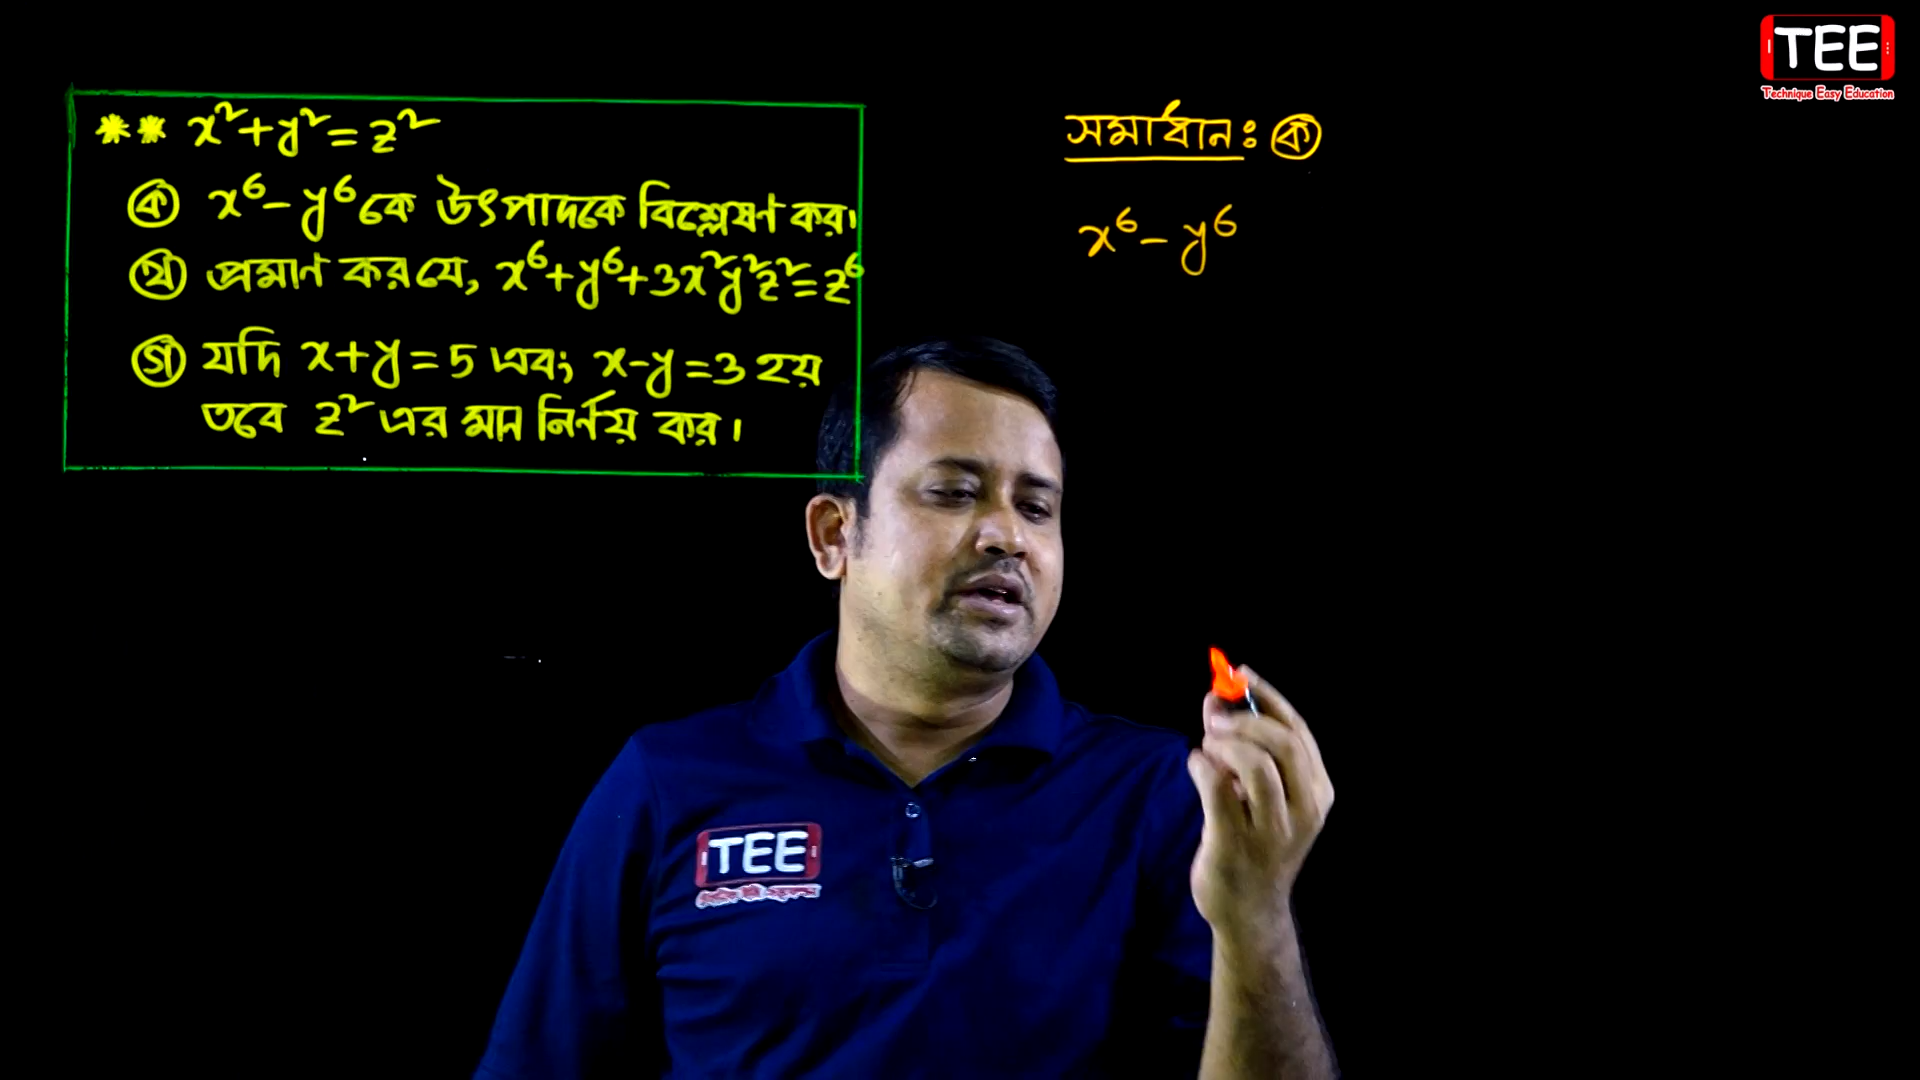 ** x²+y²=z²
ক x⁶-y⁶ কে উৎপাদকে বিশ্লেষণ কর।
খ প্রমাণ কর যে, x⁶+y⁶+3x²y²z²=z⁶
গ যদি x+y=5 এবং x-y=3 হয়
তবে z² এর মান নির্ণয় কর।
সমাধানঃ ক
x⁶-y⁶
TEE
Technique Easy Education
TEE